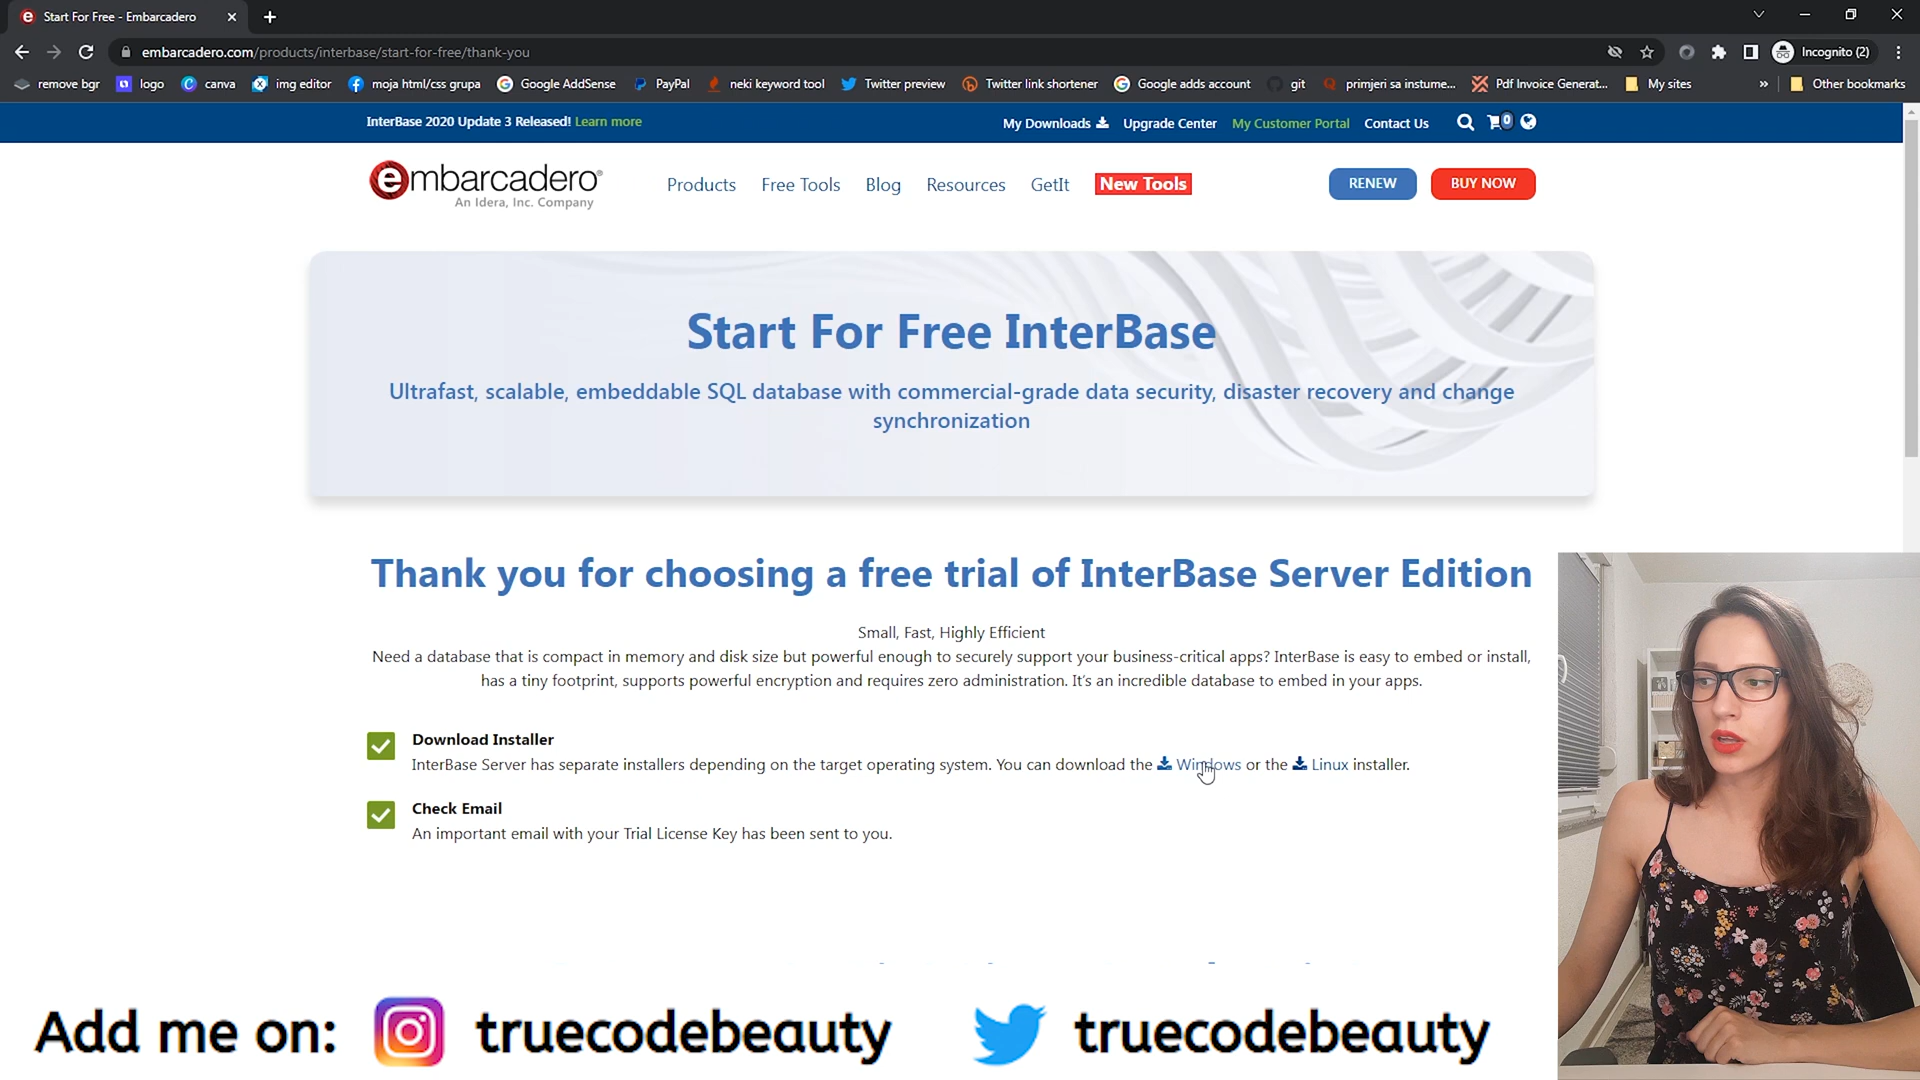 Start For Free - Embarcadero
embarcadero.com/products/interbase/start-for-free/thank-you
Incognito (2)
remove bgr logo canva img editor moja html/css grupa Google AddSense PayPal neki keyword tool Twitter preview Twitter link shortener Google adds account git primjeri sa instume... Pdf Invoice Generat... My sites » Other bookmarks
InterBase 2020 Update 3 Released! Learn more
My Downloads Upgrade Center My Customer Portal Contact Us 0
embarcadero®
An Idera, Inc. Company
Products Free Tools Blog Resources GetIt New Tools
RENEW BUY NOW
Start For Free InterBase
Ultrafast, scalable, embeddable SQL database with commercial-grade data security, disaster recovery and change
synchronization
Thank you for choosing a free trial of InterBase Server Edition
Small, Fast, Highly Efficient
Need a database that is compact in memory and disk size but powerful enough to securely support your business-critical apps? InterBase is easy to embed or install,
has a tiny footprint, supports powerful encryption and requires zero administration. It's an incredible database to embed in your apps.
Download Installer
InterBase Server has separate installers depending on the target operating system. You can download the Windows or the Linux installer.
Check Email
An important email with your Trial License Key has been sent to you.
Add me on: truecodebeauty truecodebeauty